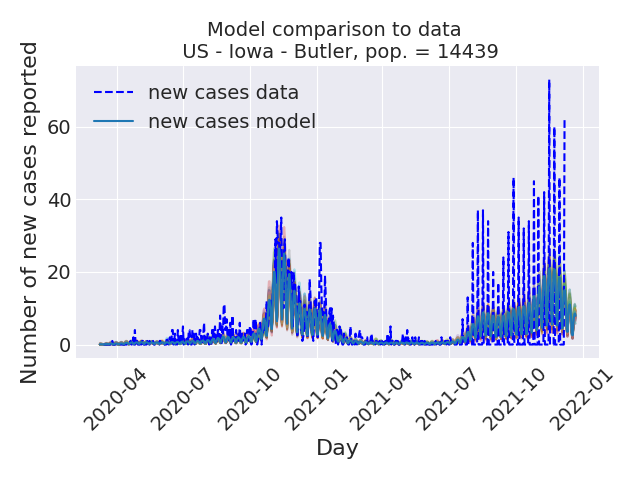 Model comparison to data
US - Iowa - Butler, pop. = 14439
new cases data
new cases model
Number of new cases reported
60
40
20
0
2020-04
2020-07
2020-10
2021-01
2021-04
2021-07
2021-10
2022-01
Day